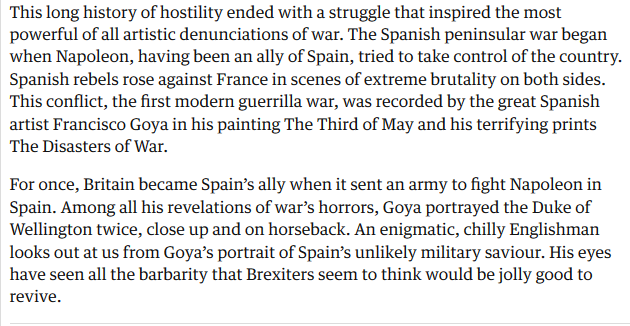 This long history of hostility ended with a struggle that inspired the most
powerful of all artistic denunciations of war. The Spanish peninsular war began
when Napoleon, having been an ally of Spain, tried to take control of the country.
Spanish rebels rose against France in scenes of extreme brutality on both sides.
This conflict, the first modern guerrilla war, was recorded by the great Spanish
artist Francisco Goya in his painting The Third of May and his terrifying prints
The Disasters of War.
For once, Britain became Spain’s ally when it sent an army to fight Napoleon in
Spain. Among all his revelations of war’s horrors, Goya portrayed the Duke of
Wellington twice, close up and on horseback. An enigmatic, chilly Englishman
looks out at us from Goya’s portrait of Spain’s unlikely military saviour. His eyes
have seen all the barbarity that Brexiters seem to think would be jolly good to
revive.